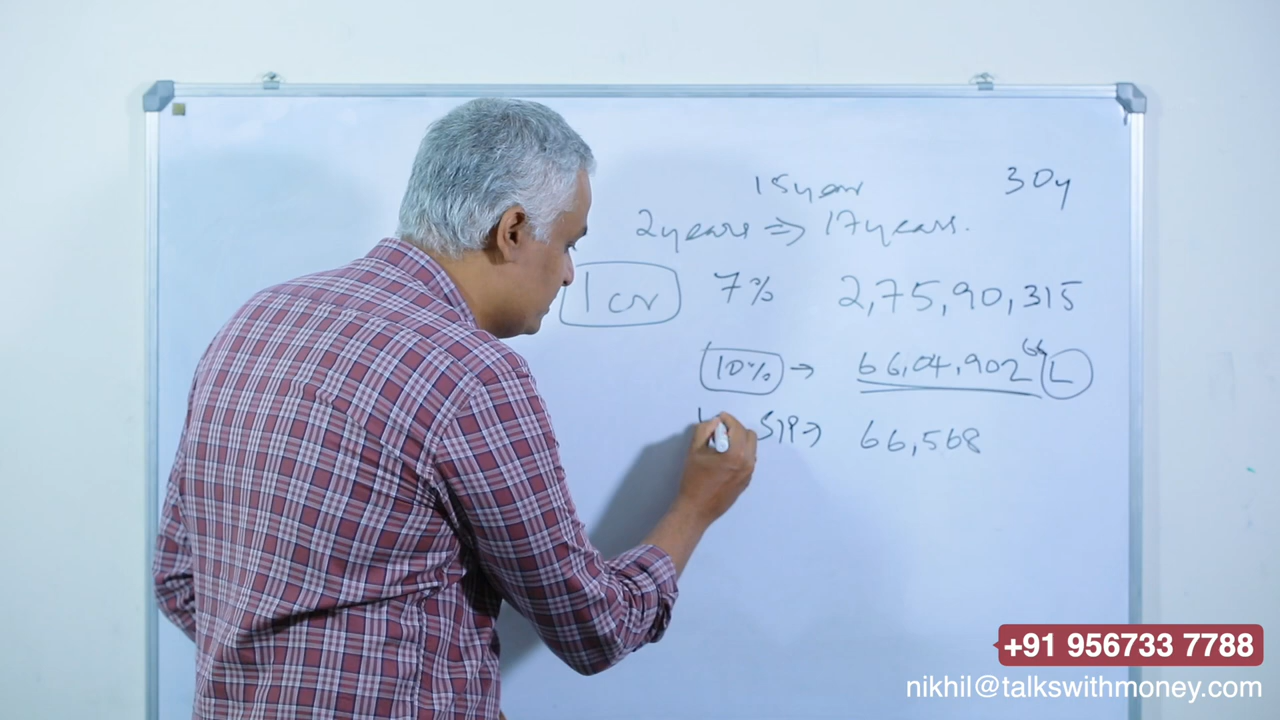 15year 30y
2years ⇒ 17years.
1 cr 7% 2,75,90,315
10% → 66,04,902 66 L
SIP ⇒ 66,568
+91 956733 7788
nikhil@talkswithmoney.com